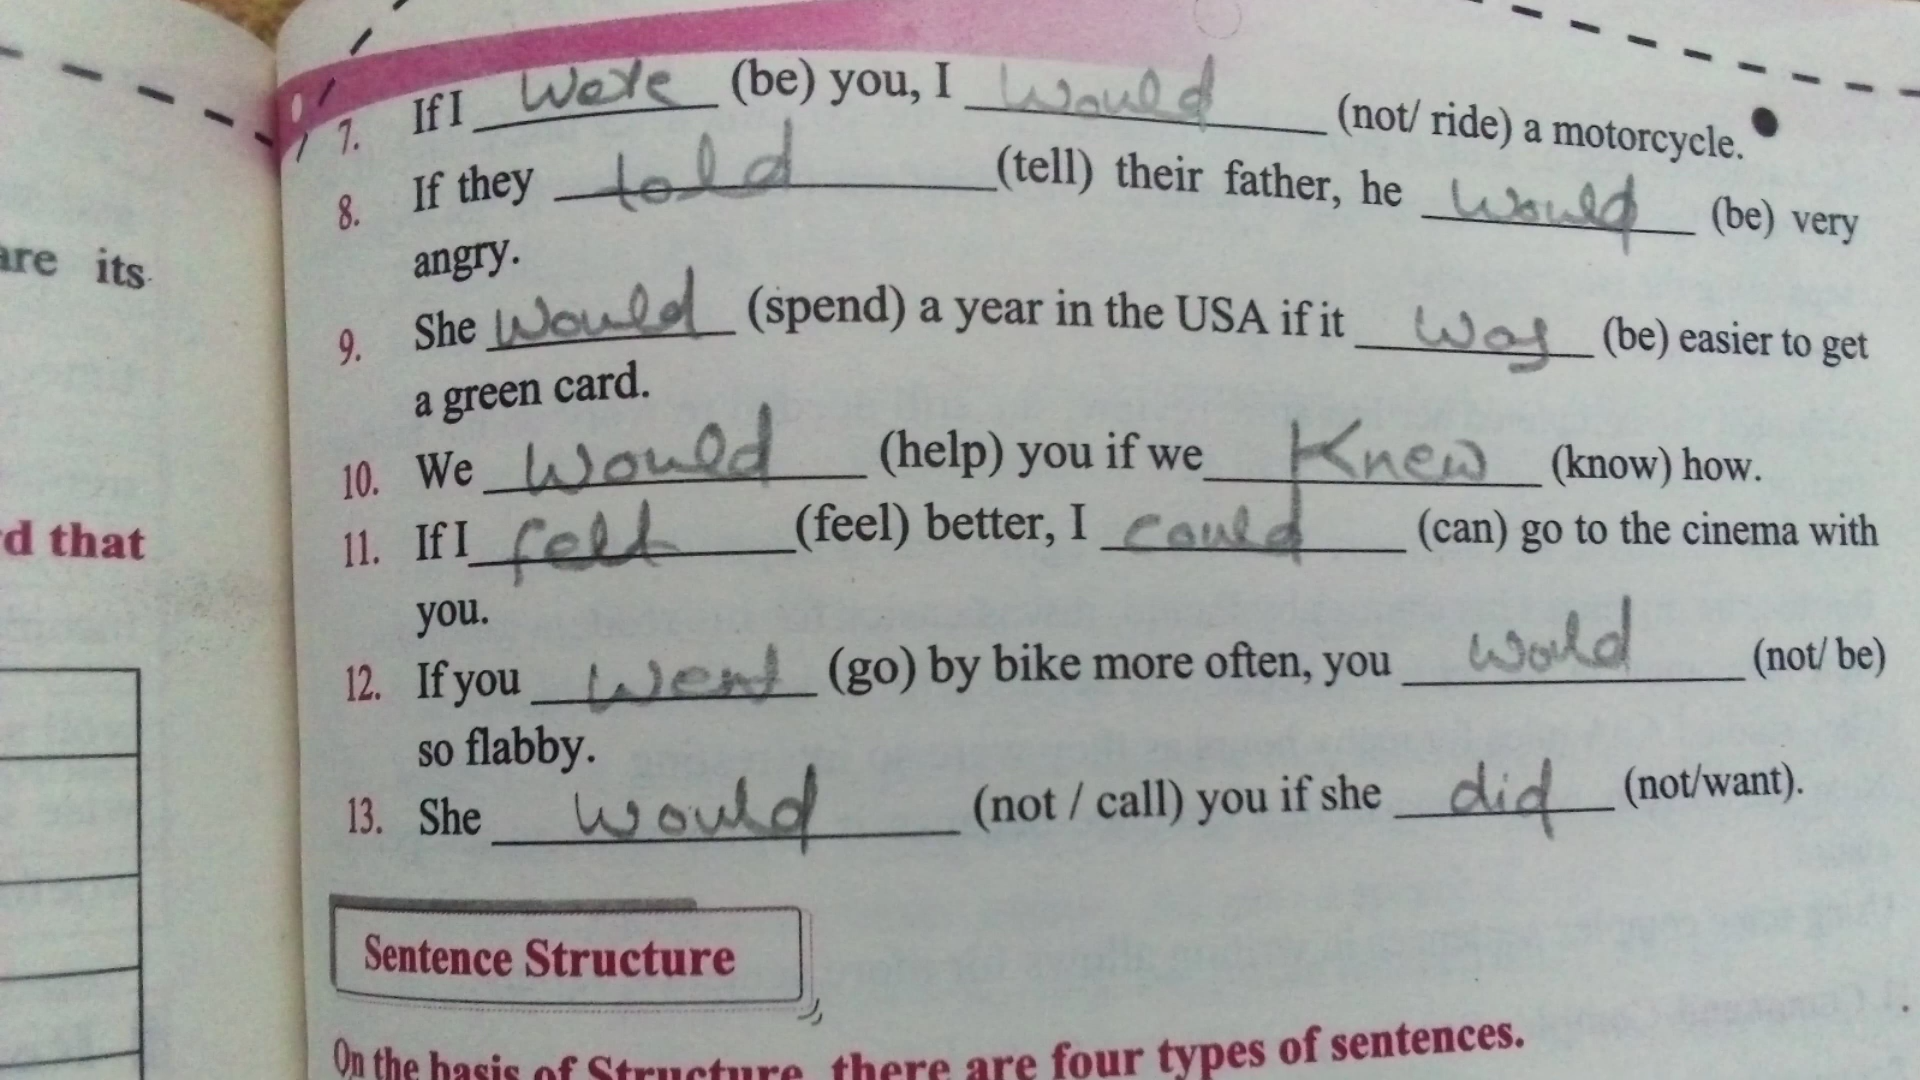 7. If I were (be) you, I would (not/ ride) a motorcycle.
8. If they told (tell) their father, he would (be) very
angry.
9. She would (spend) a year in the USA if it was (be) easier to get
a green card.
10. We would (help) you if we Knew (know) how.
11. If I felt (feel) better, I could (can) go to the cinema with
you.
12. If you went (go) by bike more often, you would (not/ be)
so flabby.
13. She would (not / call) you if she did (not/want).
Sentence Structure
On the basis of Structure, there are four types of sentences.
are its
d that